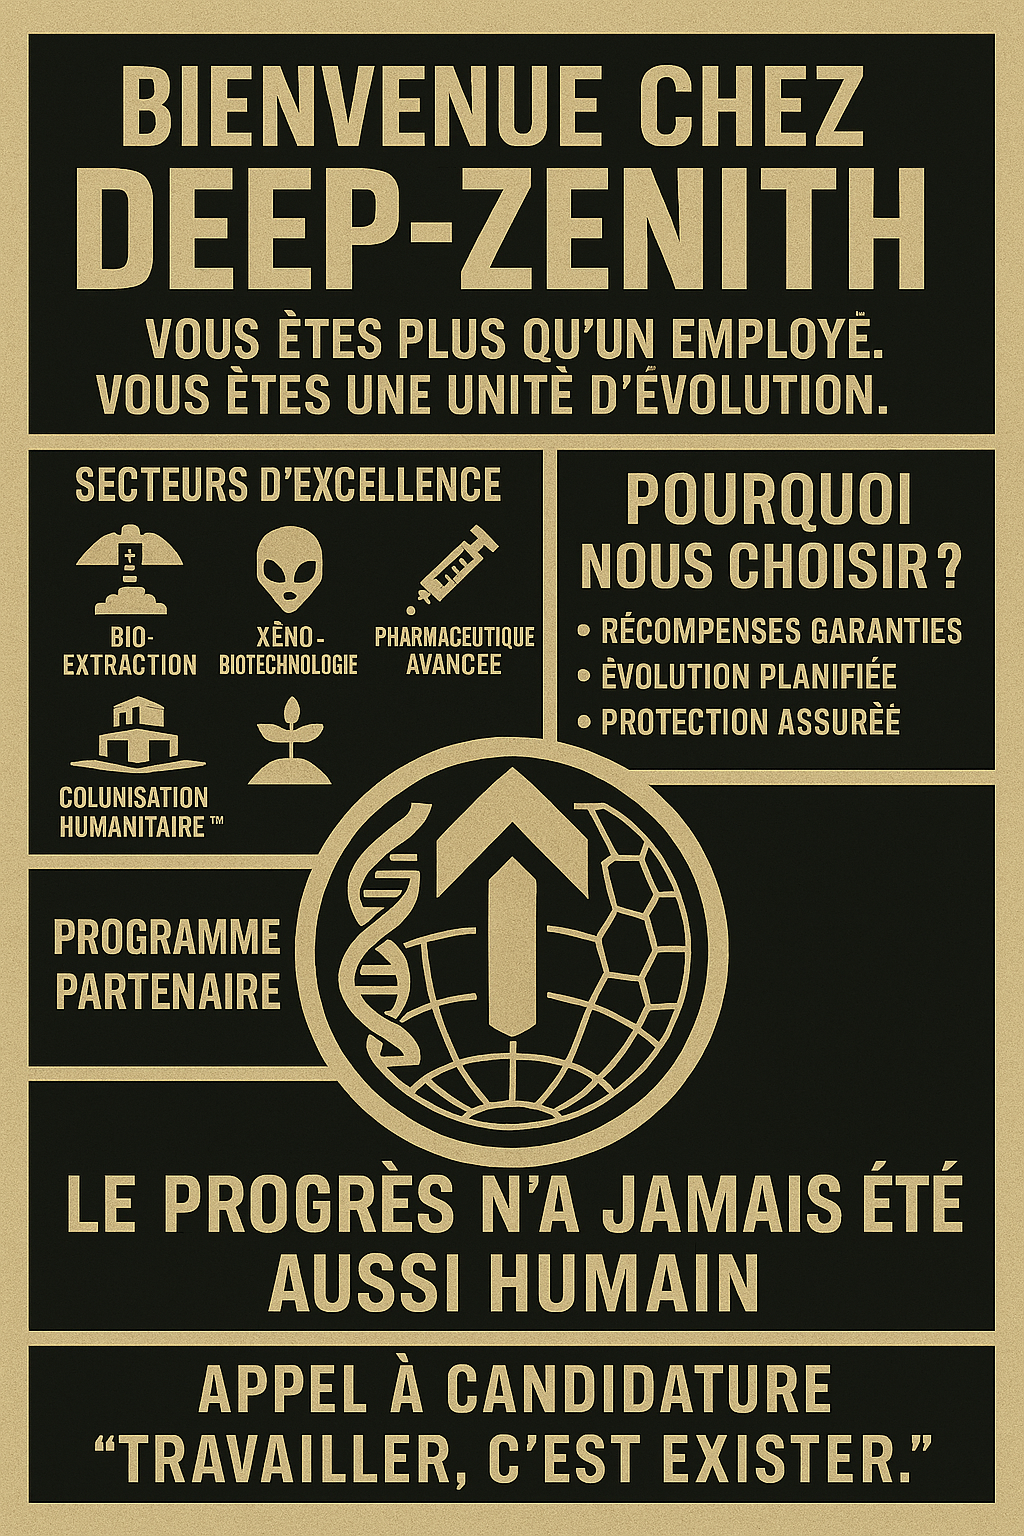 BIENVENUE CHEZ
DEEP-ZENITH
VOUS ÈTES PLUS QU’UN EMPLOYÉ.
VOUS ÈTES UNE UNITÈ D’ÉVOLUTION.
SECTEURS D’EXCELLENCE
BIO-
EXTRACTION
XÈNO-
BIOTECHNOLOGIE
PHARMACEUTIQUE
AVANCEE
COLUNISATION
HUMANITAIRE™
POURQUOI
NOUS CHOISIR?
• RÉCOMPENSES GARANTIES
• ÈVOLUTION PLANIFIÉE
• PROTECTION ASSURÈÉ
PROGRAMME
PARTENAIRE
LE PROGRÈS N’A JAMAIS ÉTÉ
AUSSI HUMAIN
APPEL À CANDIDATURE
“TRAVAILLER, C’EST EXISTER.”